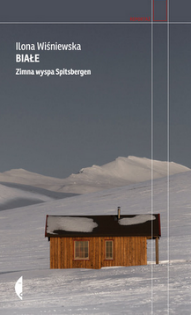 Ilona Wiśniewska
BIAŁE
Zimna wyspa Spitsbergen